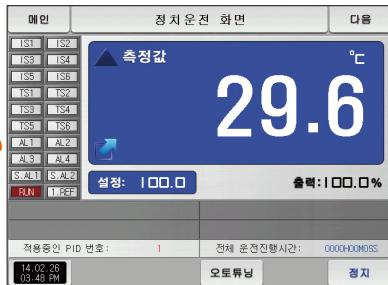 메인 정치운전 화면 다음
IS1 IS2
IS3 IS4
IS5 IS6
TS1 TS2
TS3 TS4
TS5 TS6
AL1 AL2
AL3 AL4
S.AL1 S.AL2
RUN 1.REF
측정값 ℃
29.6
설정: 100.0 출력:100.0%
적용중인 PID 번호: 1 전체 운전진행시간: 0000H00M06S
14.02.26
03:48 PM
오토튜닝 정지